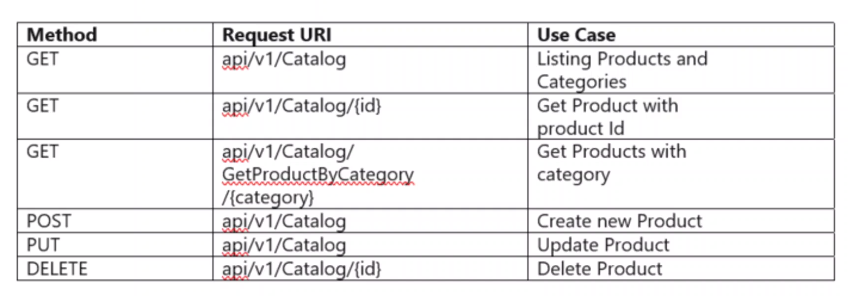 Method Request URI Use Case
GET api/v1/Catalog Listing Products and
Categories
GET api/v1/Catalog/{id} Get Product with
product Id
GET api/v1/Catalog/ Get Products with
GetProductByCategory category
/{category}
POST api/v1/Catalog Create new Product
PUT api/v1/Catalog Update Product
DELETE api/v1/Catalog/{id} Delete Product